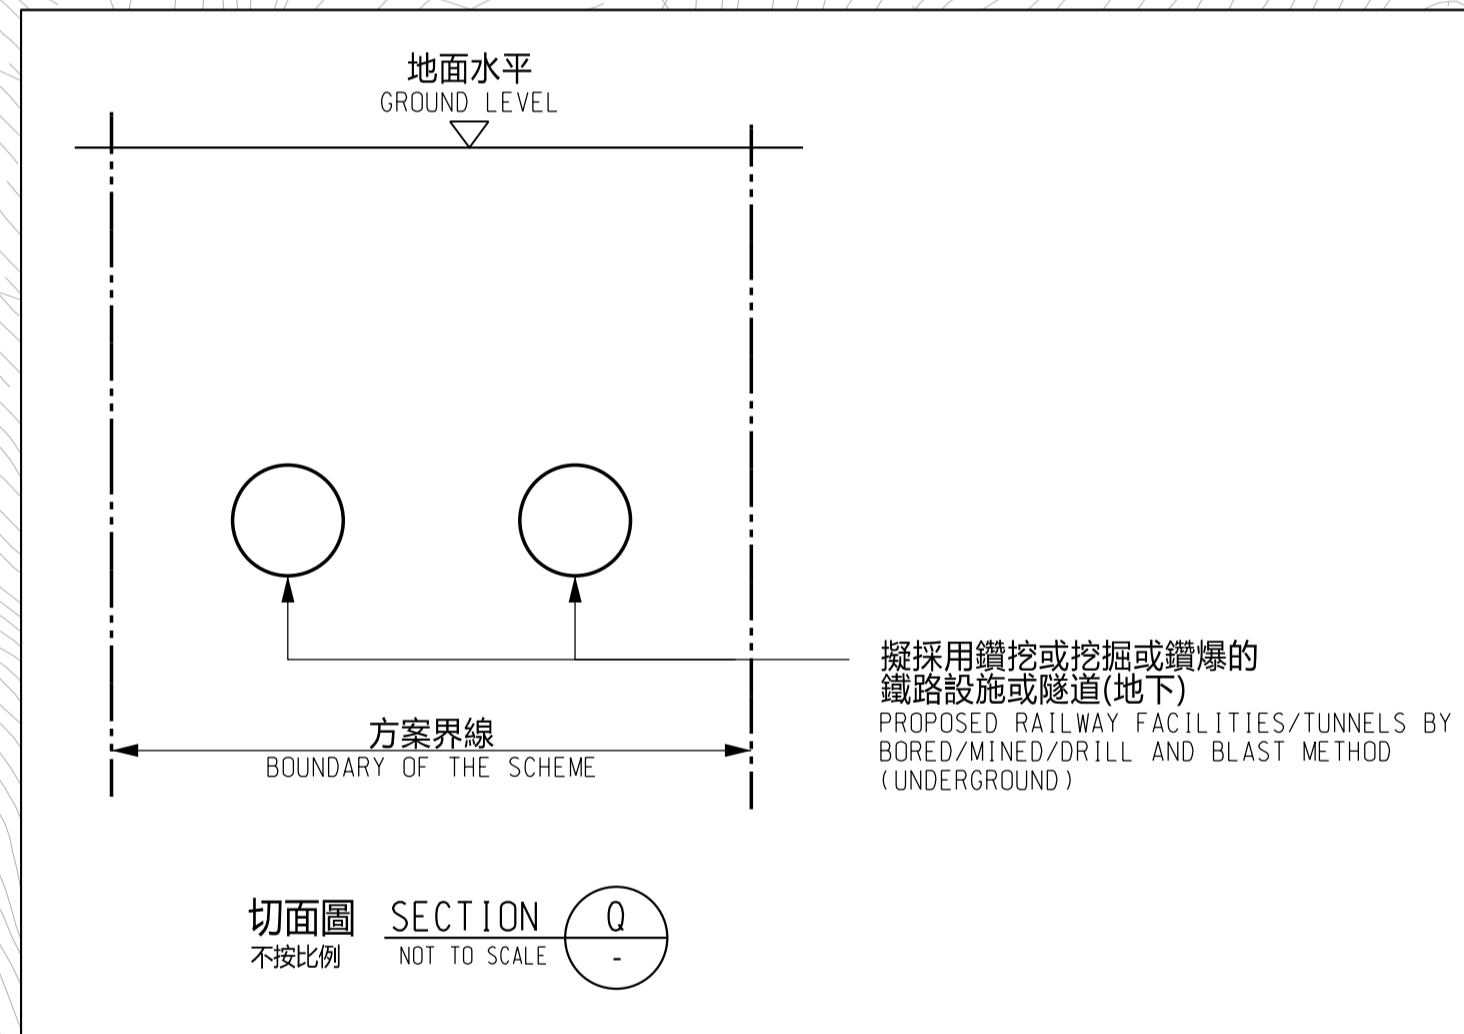 地面水平
GROUND LEVEL
擬採用鑽挖或挖掘或鑽爆的
鐵路設施或隧道(地下)
PROPOSED RAILWAY FACILITIES/TUNNELS BY
BORED/MINED/DRILL AND BLAST METHOD
(UNDERGROUND)
方案界線
BOUNDARY OF THE SCHEME
切面圖 SECTION Q
不按比例 NOT TO SCALE -